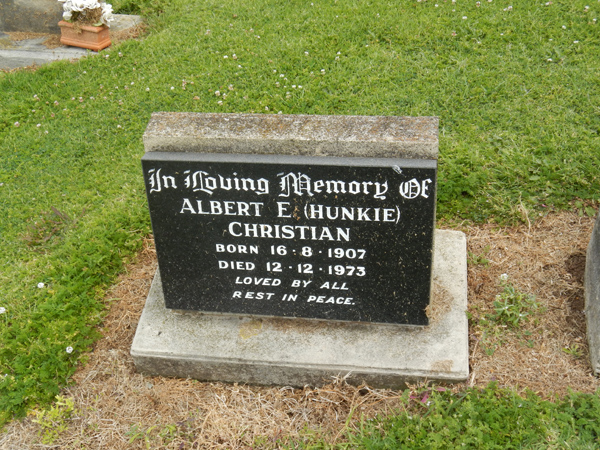 In Loving Memory Of
ALBERT E. (HUNKIE)
CHRISTIAN
BORN 16·8·1907
DIED 12·12·1973
LOVED BY ALL
REST IN PEACE.